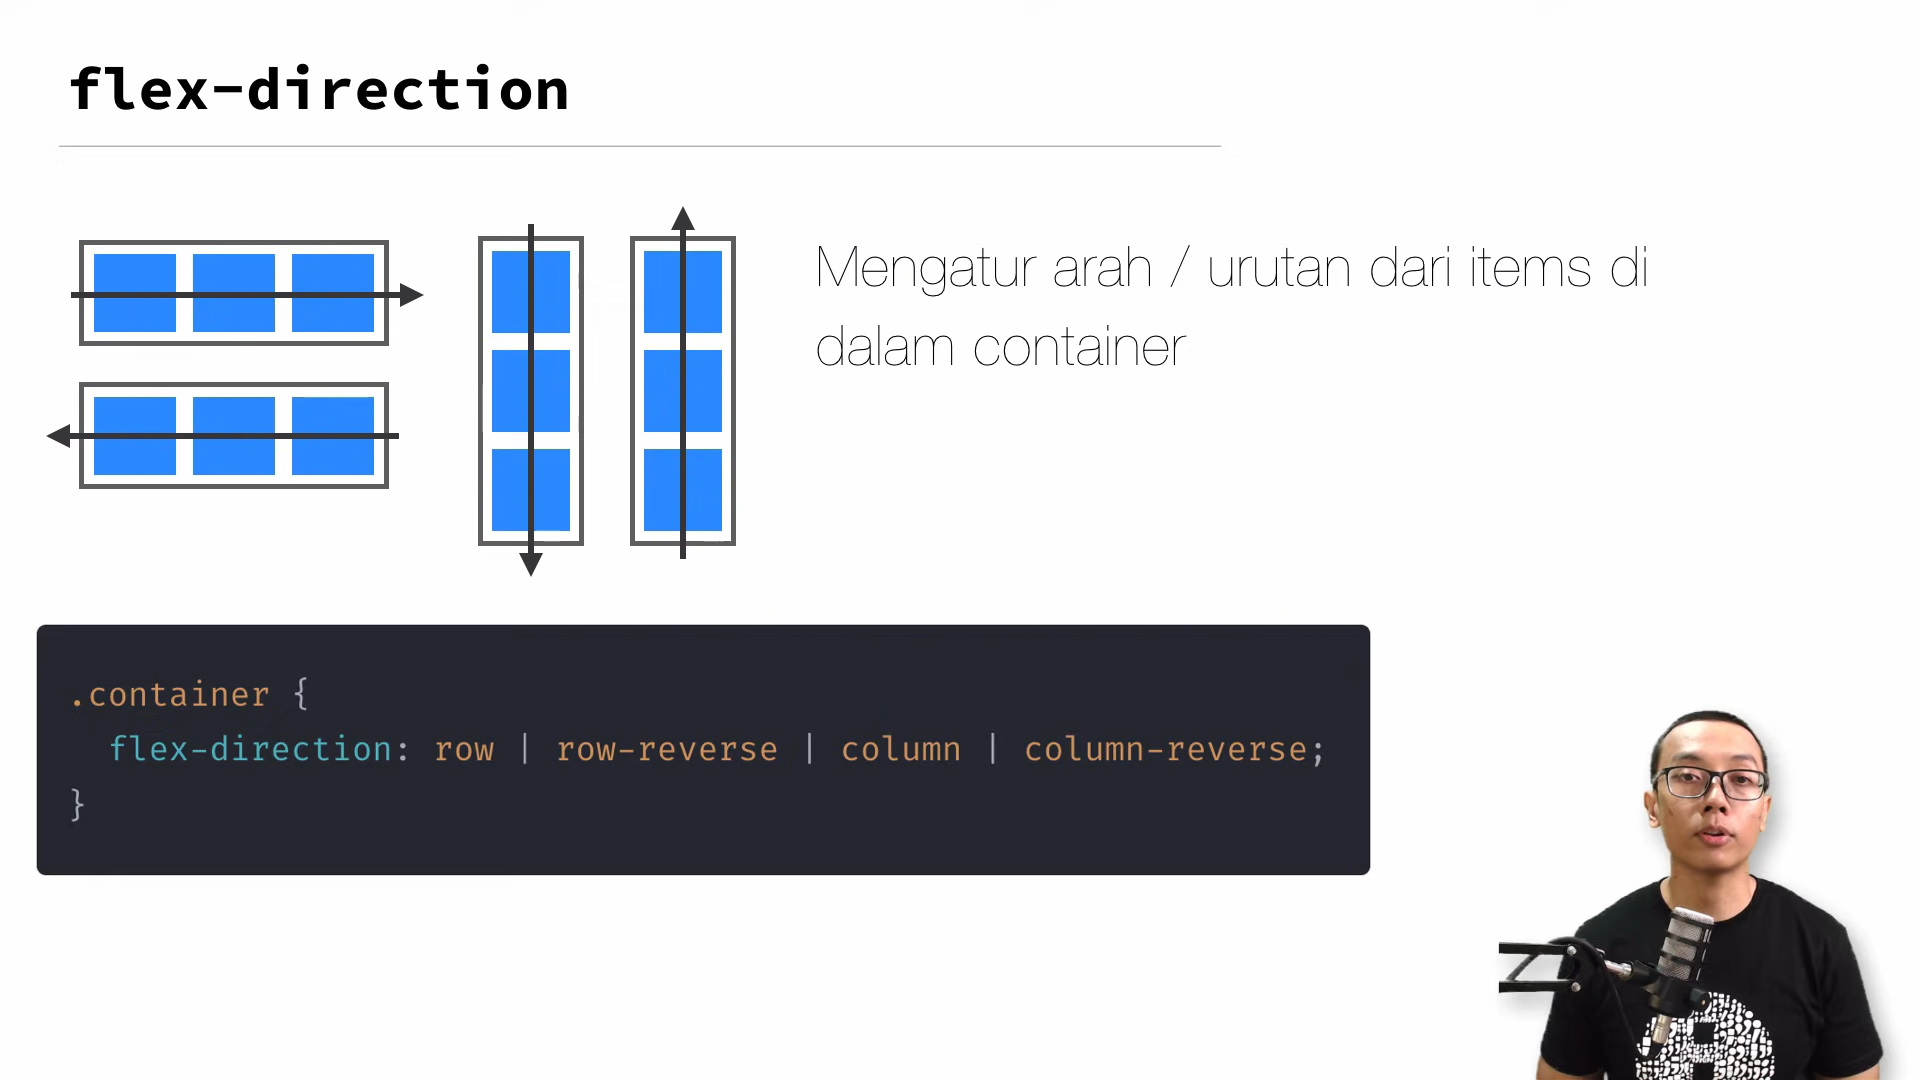 flex-direction
Mengatur arah / urutan dari items di
dalam container
.container {
  flex-direction: row | row-reverse | column | column-reverse;
}